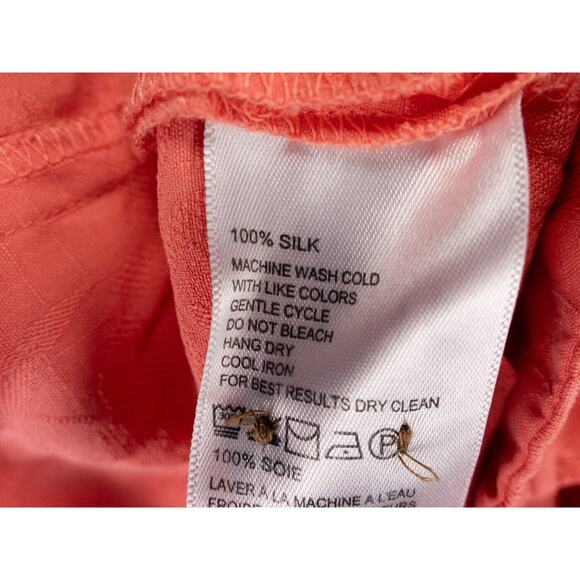 100% SILK
MACHINE WASH COLD
WITH LIKE COLORS
GENTLE CYCLE
DO NOT BLEACH
HANG DRY
COOL IRON
FOR BEST RESULTS DRY CLEAN
P
100% SOIE
LAVER A LA MACHINE A L'EAU